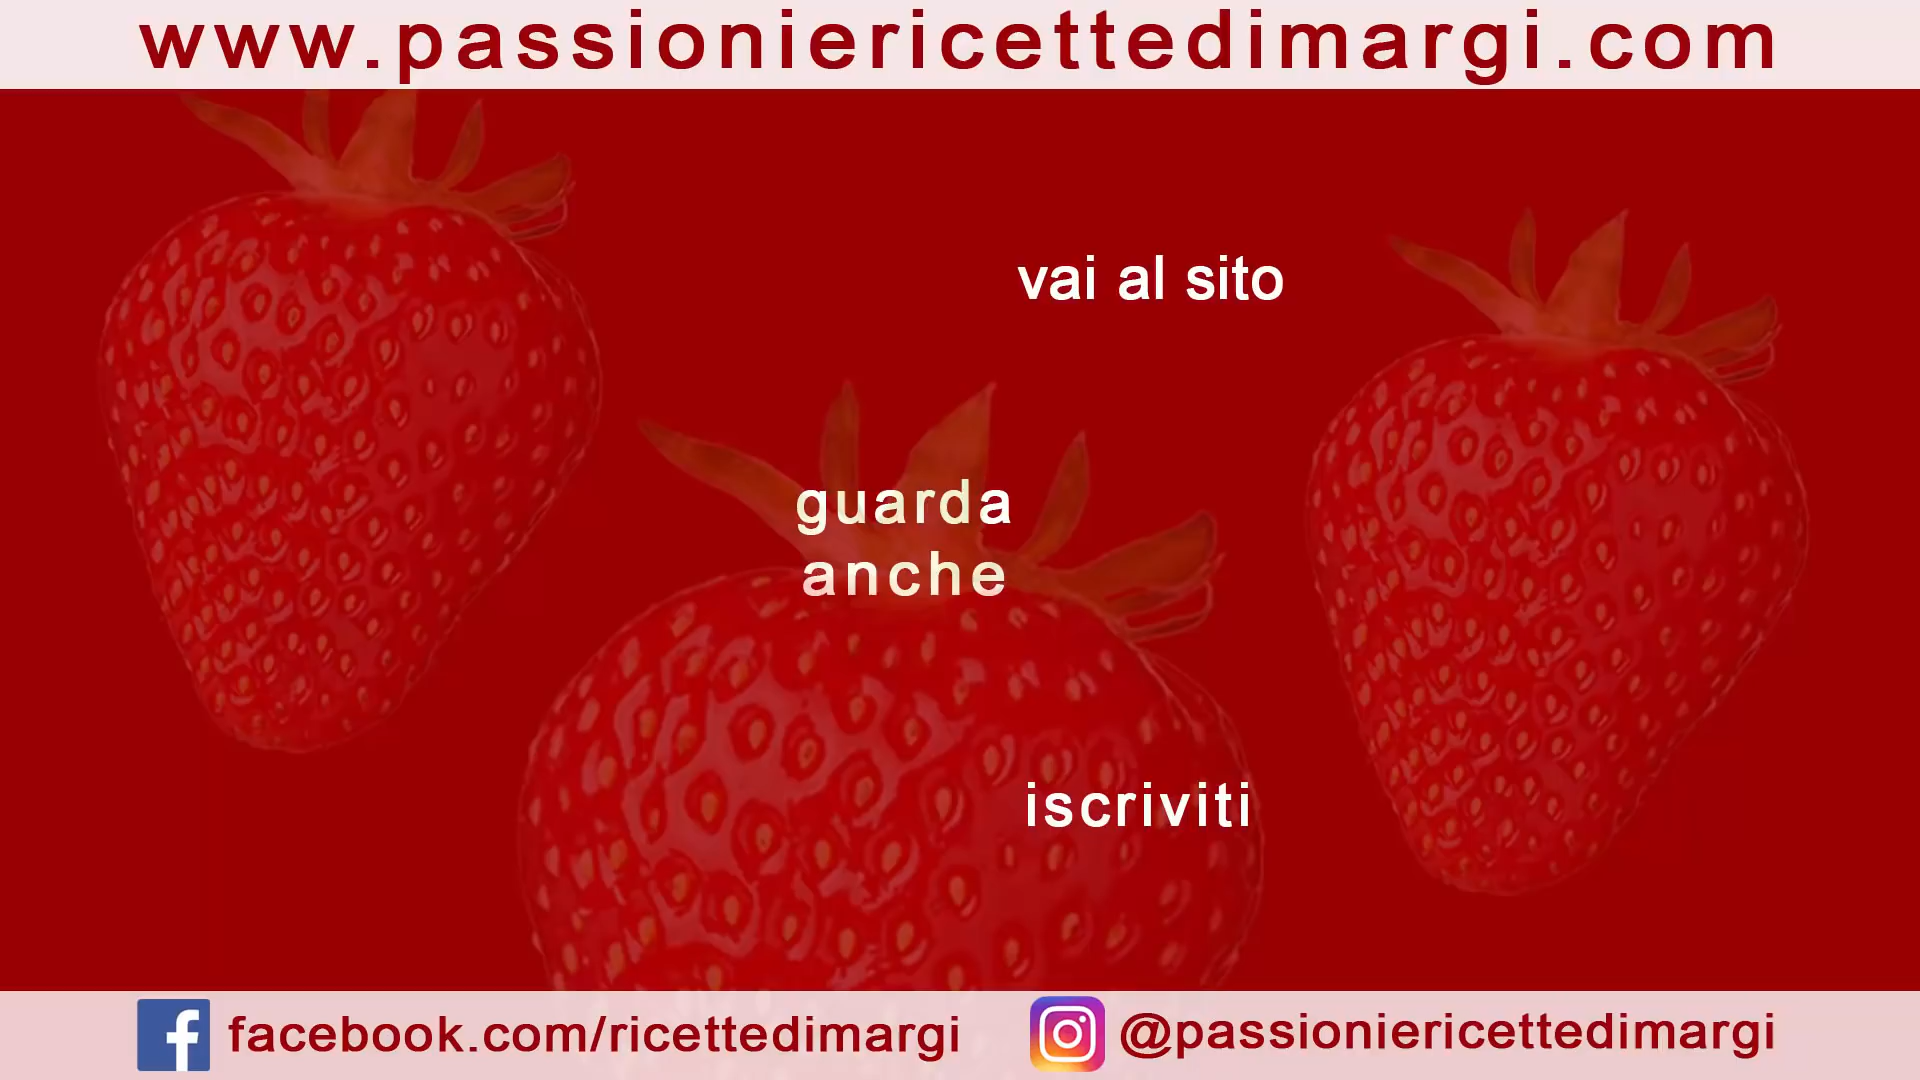 www.passioniericettedimargi.com
vai al sito
guarda
anche
iscriviti
facebook.com/ricettedimargi
@passioniericettedimargi